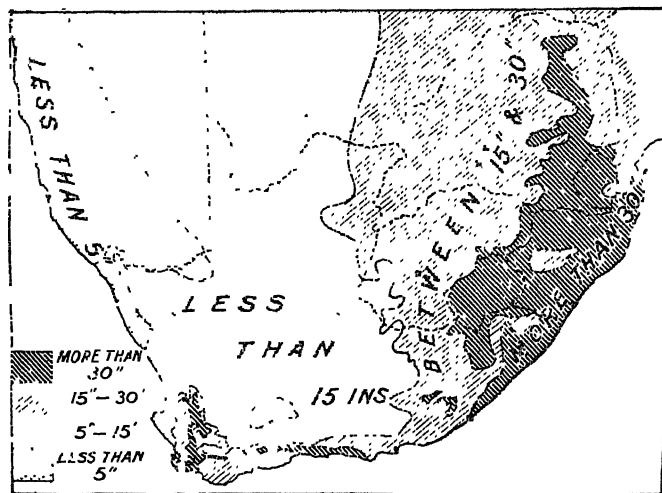 LESS THAN 5"
BETWEEN 15" & 30"
MORE THAN 30"
LESS
THAN
15 INS
MORE THAN
30"
15"–30'
5"–15'
LESS THAN
5"